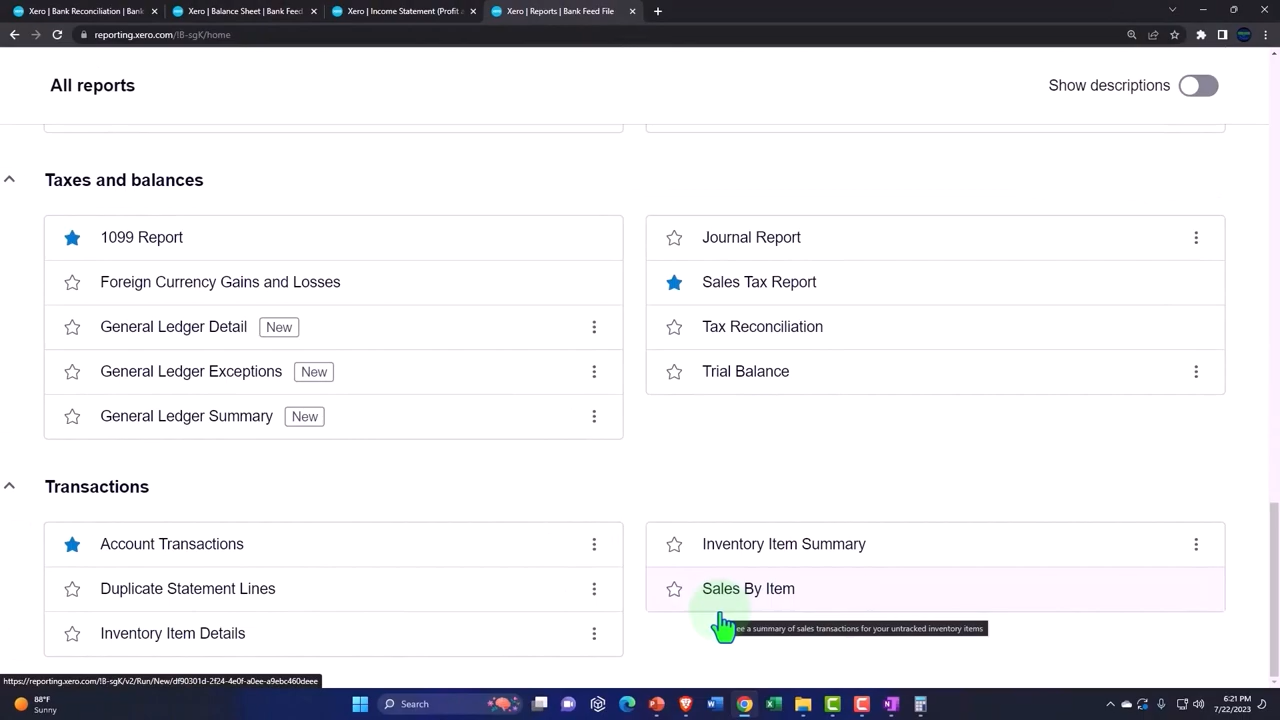 Xero | Bank Reconciliation | Bank
Xero | Balance Sheet | Bank Feed
Xero | Income Statement (Profit a
Xero | Reports | Bank Feed File
reporting.xero.com/!B-sgK/home
All reports
Show descriptions
Taxes and balances
1099 Report
Foreign Currency Gains and Losses
General Ledger Detail New
General Ledger Exceptions New
General Ledger Summary New
Journal Report
Sales Tax Report
Tax Reconciliation
Trial Balance
Transactions
Account Transactions
Duplicate Statement Lines
Inventory Item Details
Inventory Item Summary
Sales By Item
ee a summary of sales transactions for your untracked inventory items
https://reporting.xero.com/!B-sgK/v2/Run/New/df90301d-2f24-4e0f-a0ee-a9ebc460deee
88°F
Sunny
Search
6:21 PM
7/22/2023